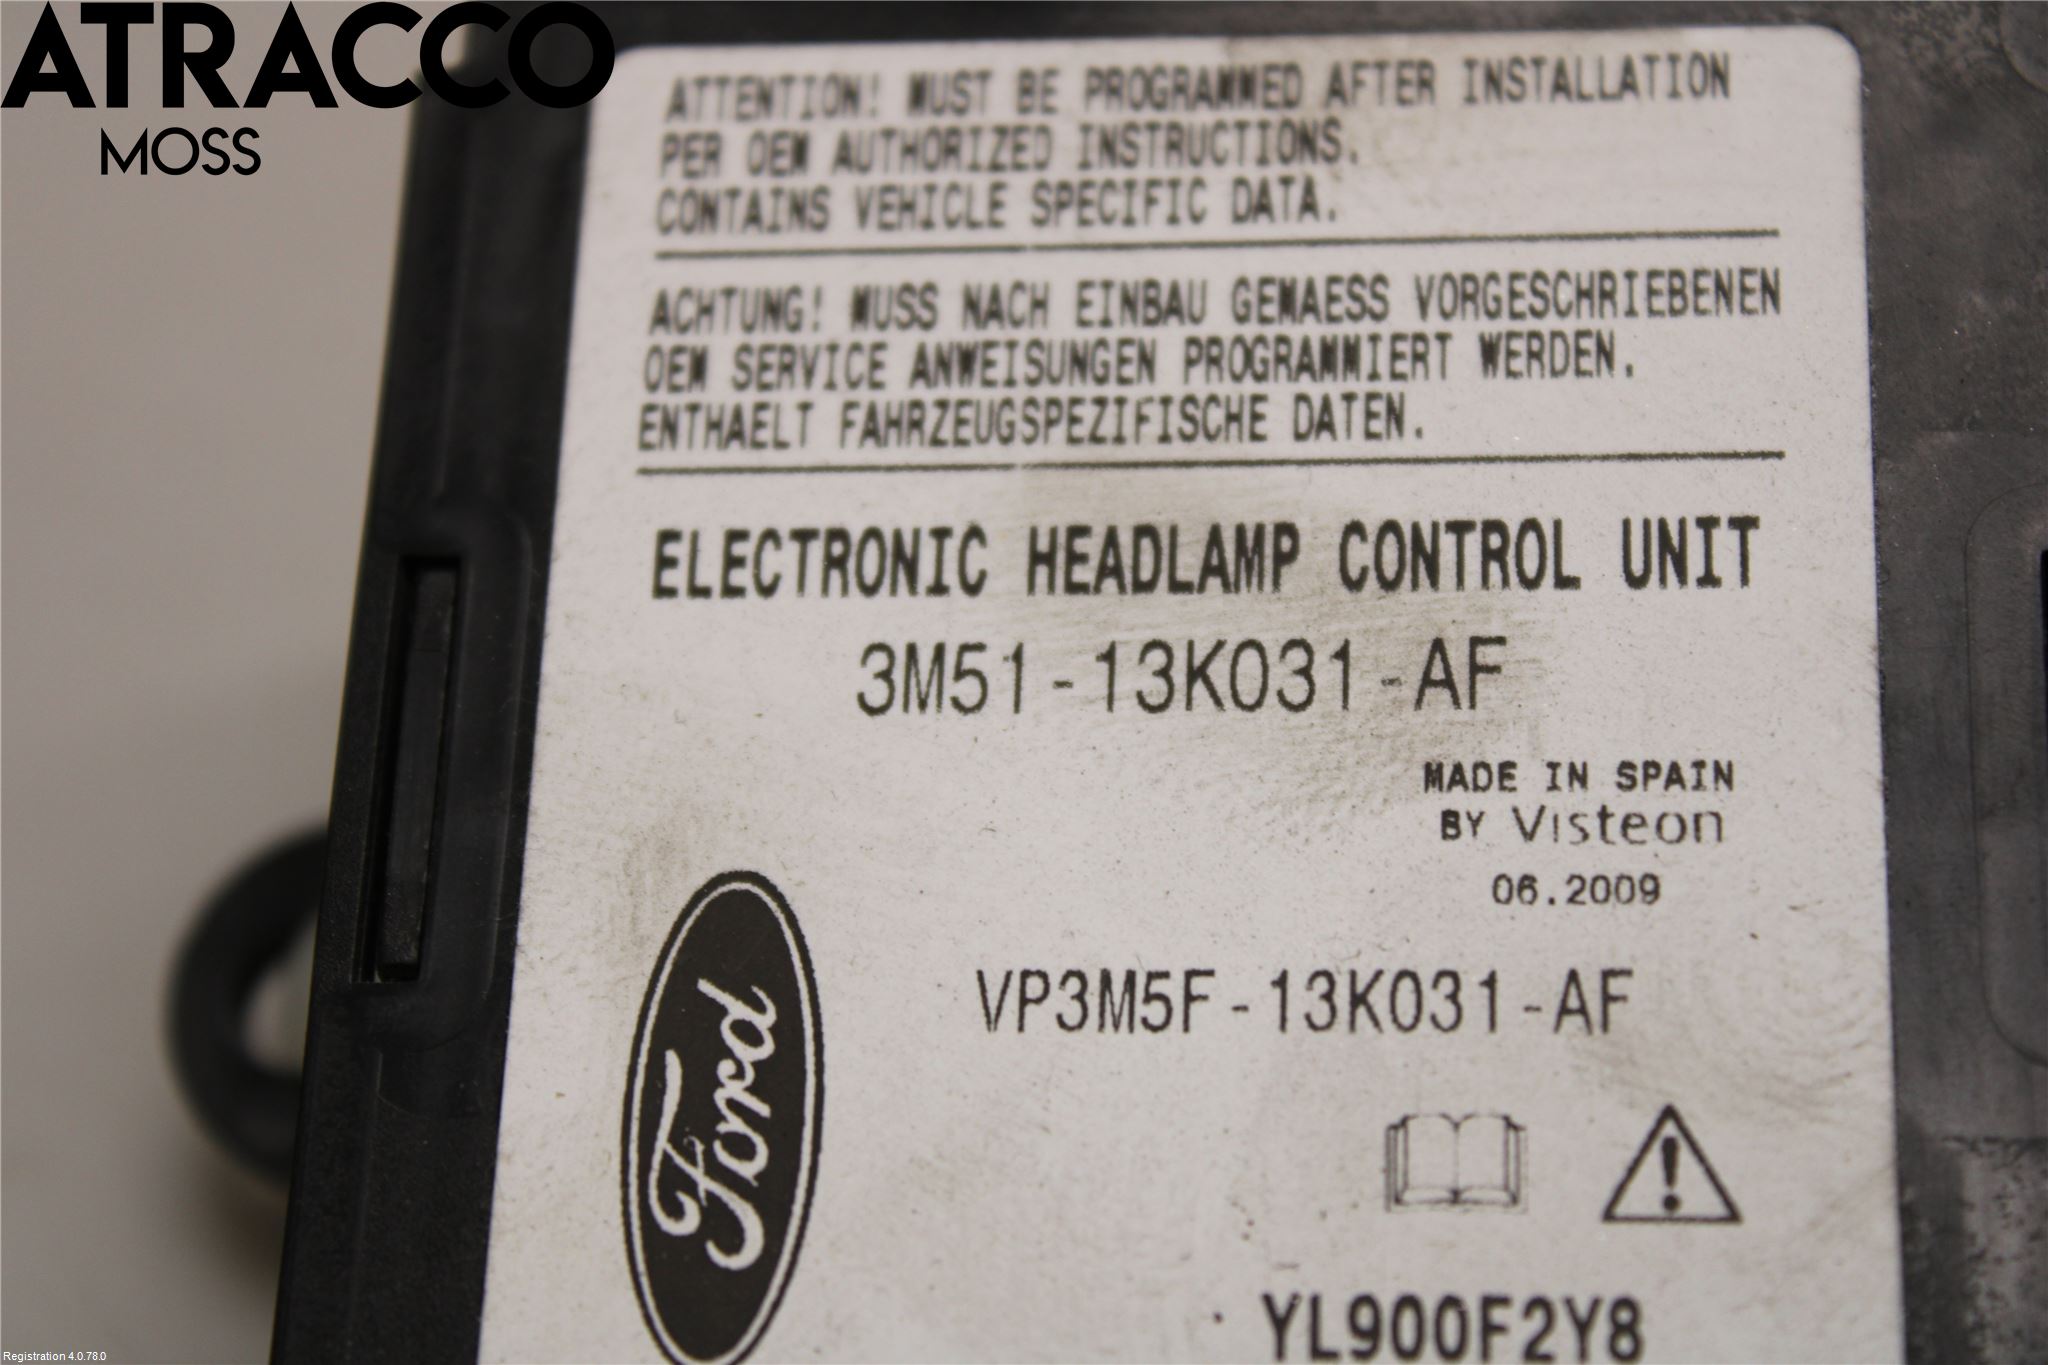 ATRACCO
MOSS
ATTENTION! MUST BE PROGRAMMED AFTER INSTALLATION
PER OEM AUTHORIZED INSTRUCTIONS.
CONTAINS VEHICLE SPECIFIC DATA.
ACHTUNG! MUSS NACH EINBAU GEMAESS VORGESCHRIEBENEN
OEM SERVICE ANWEISUNGEN PROGRAMMIERT WERDEN.
ENTHAELT FAHRZEUGSPEZIFISCHE DATEN.
ELECTRONIC HEADLAMP CONTROL UNIT
3M51-13K031-AF
MADE IN SPAIN
BY Visteon
06.2009
VP3M5F-13K031-AF
Ford
YL900F2Y8
Registration 4.0.78.0